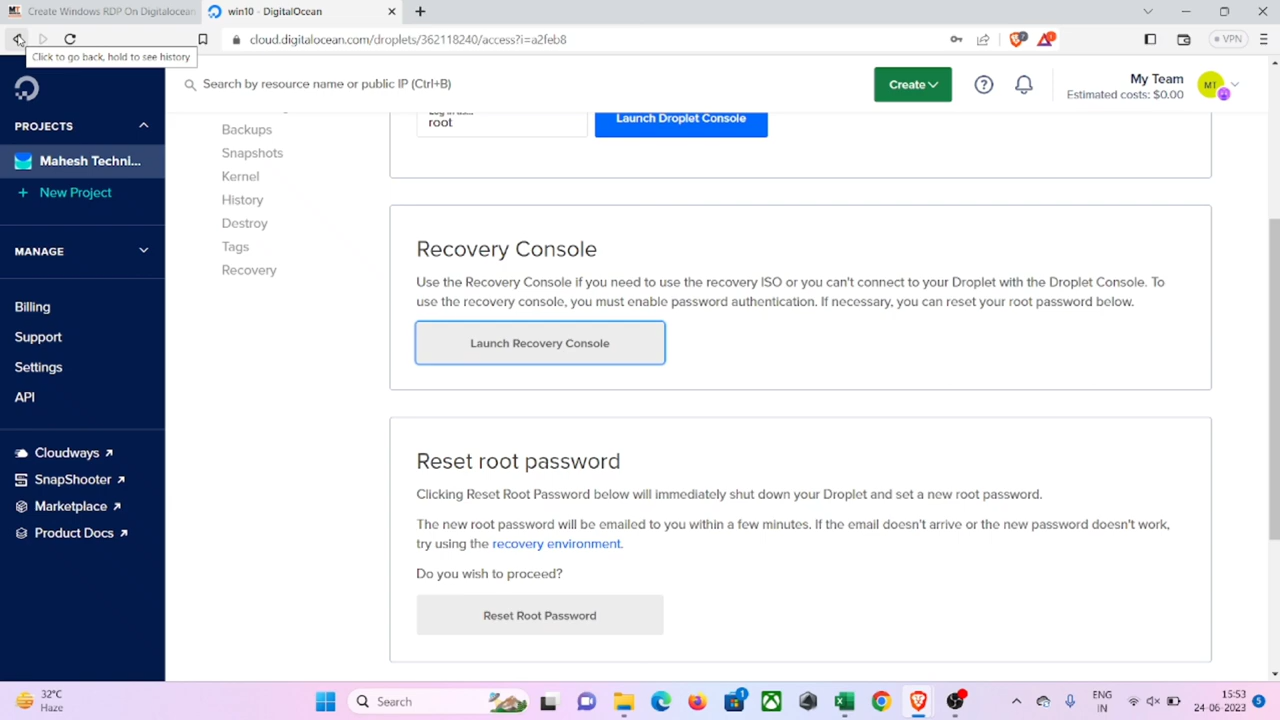 Create Windows RDP On Digitalocean
win10 - DigitalOcean
cloud.digitalocean.com/droplets/362118240/access?i=a2feb8
VPN
Click to go back, hold to see history
Search by resource name or public IP (Ctrl+B)
Create
My Team
Estimated costs: $0.00
MT
PROJECTS
Mahesh Techni...
+ New Project
MANAGE
Billing
Support
Settings
API
Cloudways
SnapShooter
Marketplace
Product Docs
Backups
Snapshots
Kernel
History
Destroy
Tags
Recovery
Log in as...
root
Launch Droplet Console
Recovery Console
Use the Recovery Console if you need to use the recovery ISO or you can't connect to your Droplet with the Droplet Console. To
use the recovery console, you must enable password authentication. If necessary, you can reset your root password below.
Launch Recovery Console
Reset root password
Clicking Reset Root Password below will immediately shut down your Droplet and set a new root password.
The new root password will be emailed to you within a few minutes. If the email doesn't arrive or the new password doesn't work,
try using the recovery environment.
Do you wish to proceed?
Reset Root Password
32°C
Haze
Search
ENG
IN
15:53
24-06-2023
5